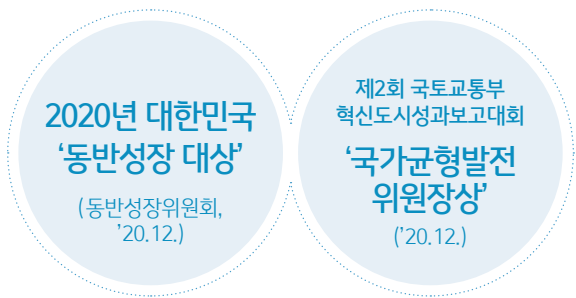 2020년 대한민국
‘동반성장 대상’
(동반성장위원회,
’20.12.)
제2회 국토교통부
혁신도시성과보고대회
‘국가균형발전
위원장상’
(’20.12.)